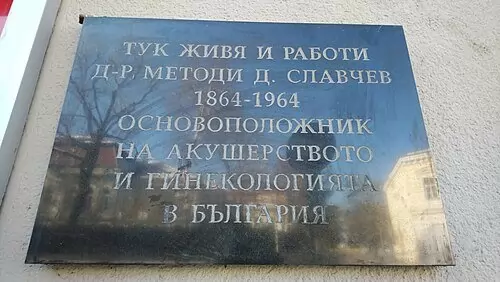 ТУК ЖИВЯ И РАБОТИ
Д-Р. МЕТОДИ Д. СЛАВЧЕВ
1864-1964
ОСНОВОПОЛОЖНИК
НА АКУШЕРСТВОТО
И ГИНЕКОЛОГИЯТА
В БЪЛГАРИЯ